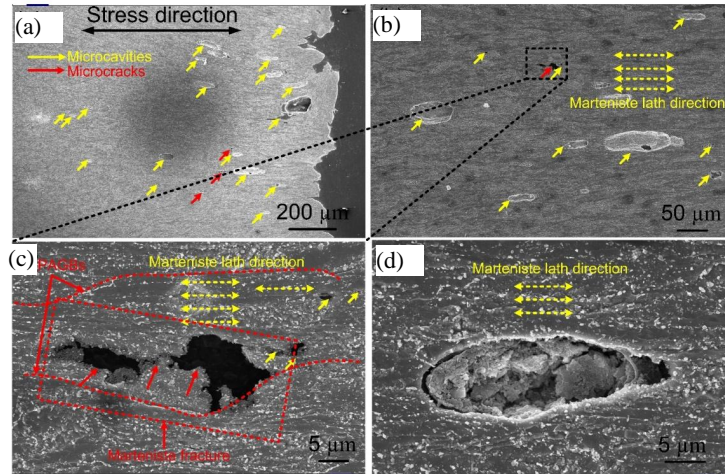 (a)
Stress direction
Microcavities
Microcracks
200 μm
(b)
Marteniste lath direction
50 μm
(c)
PAGBs
Marteniste lath direction
Martensia fracture
5 μm
(d)
Marteniste lath direction
5 μm